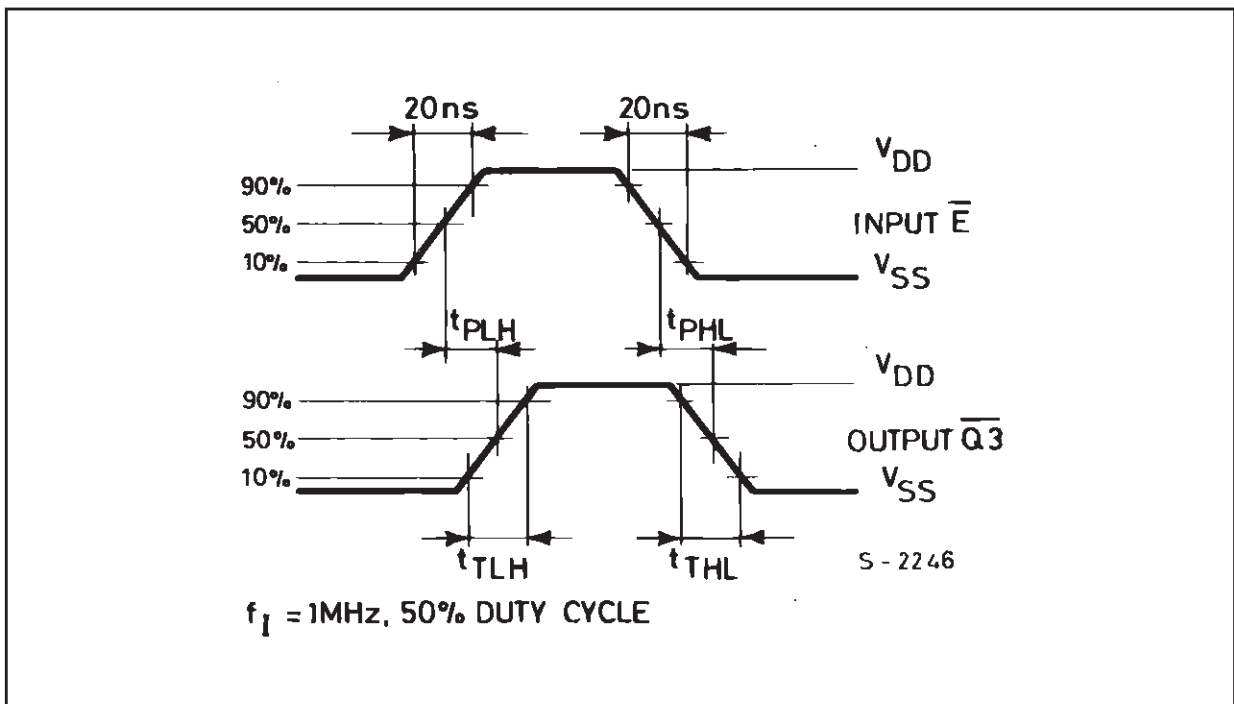 20ns 20ns
VDD
90%
50%
INPUT E̅
10%
VSS
tPLH tPHL
VDD
90%
50%
OUTPUT Q̅3̅
10%
VSS
tTLH tTHL
S-2246
fI = 1MHz, 50% DUTY CYCLE